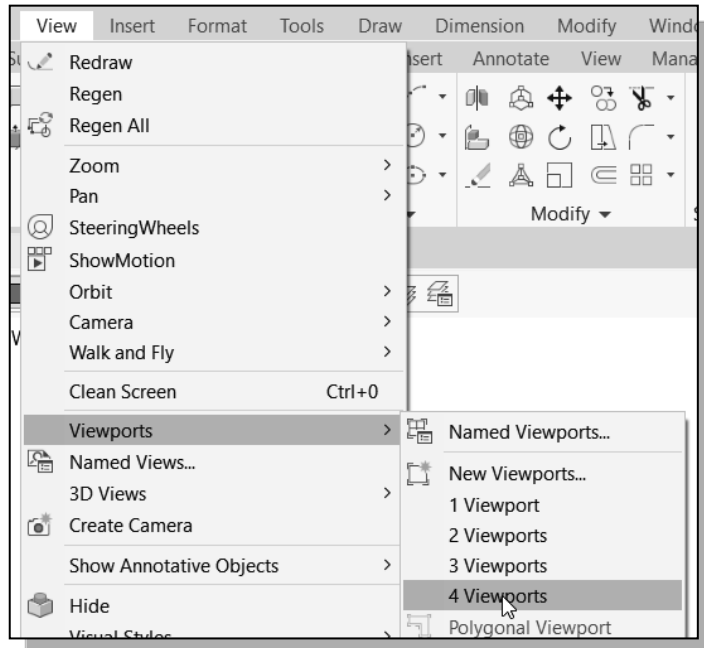 View Insert Format Tools Draw Dimension Modify
Annotate View
Redraw
Regen
Regen All
Zoom
Pan
Modify
SteeringWheels
ShowMotion
Orbit
Camera
Walk and Fly
Clean Screen Ctrl+0
Viewports
Named Views...
3D Views
Create Camera
Show Annotative Objects
Hide
Visual Styles
Named Viewports...
New Viewports...
1 Viewport
2 Viewports
3 Viewports
4 Viewports
Polygonal Viewport